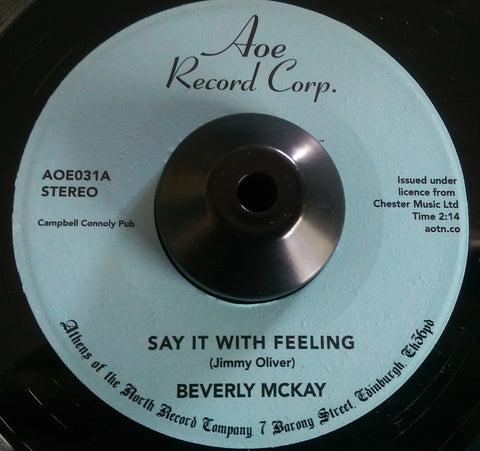 Aoe
Record Corp.
AOE031A
STEREO
Campbell Connoly Pub
Issued under
licence from
Chester Music Ltd
Time 2:14
aotn.co
SAY IT WITH FEELING
(Jimmy Oliver)
BEVERLY MCKAY
Athens of the North Record Company, 7 Barony Street, Edinburgh, Eh36pd